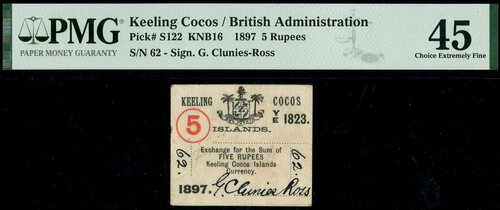 PMG
PAPER MONEY GUARANTY
Keeling Cocos / British Administration
Pick# S122 KNB16 1897 5 Rupees
S/N 62 - Sign. G. Clunies-Ross
45
Choice Extremely Fine
KEELING COCOS
5 Y/E 1823.
ISLANDS.
Exchange for the Sum of
FIVE RUPEES
Keeling Cocos Islands
Currency.
62. 62.
1897. G Clunies Ross